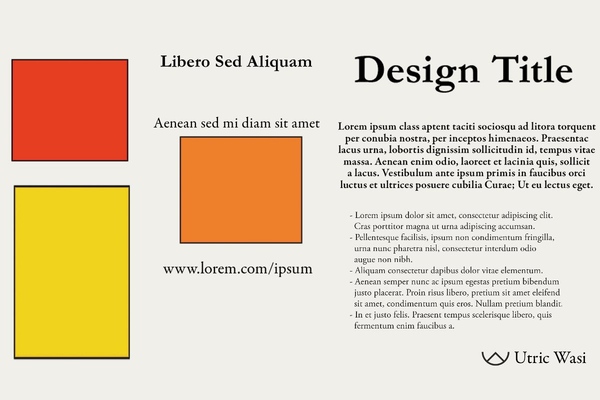 Libero Sed Aliquam
Aenean sed mi diam sit amet
www.lorem.com/ipsum
Design Title
Lorem ipsum class aptent taciti sociosqu ad litora torquent
per conubia nostra, per inceptos himenaeos. Praesentac
lacus urna, lobortis dignissim sollicitudin id, tempus vitae
massa. Aenean enim odio, laoreet et lacinia quis, sollicit
a lacus. Vestibulum ante ipsum primis in faucibus orci
luctus et ultrices posuere cubilia Curae; Ut eu lectus eget.
- Lorem ipsum dolor sit amet, consectetur adipiscing elit.
Cras porttitor magna ut urna adipiscing accumsan.
- Pellentesque facilisis, ipsum non condimentum fringilla,
urna nunc pharetra nisl, consectetur interdum odio
augue non nibh.
- Aliquam consectetur dapibus dolor vitae elementum.
- Aenean semper nunc ac ipsum egestas pretium bibendum
justo placerat. Proin risus libero, pretium sit amet eleifend
sit amet, condimentum quis eros. Nullam pretium blandit.
- In et justo felis. Praesent tempus scelerisque libero, quis
fermentum enim faucibus a.
Utric Wasi